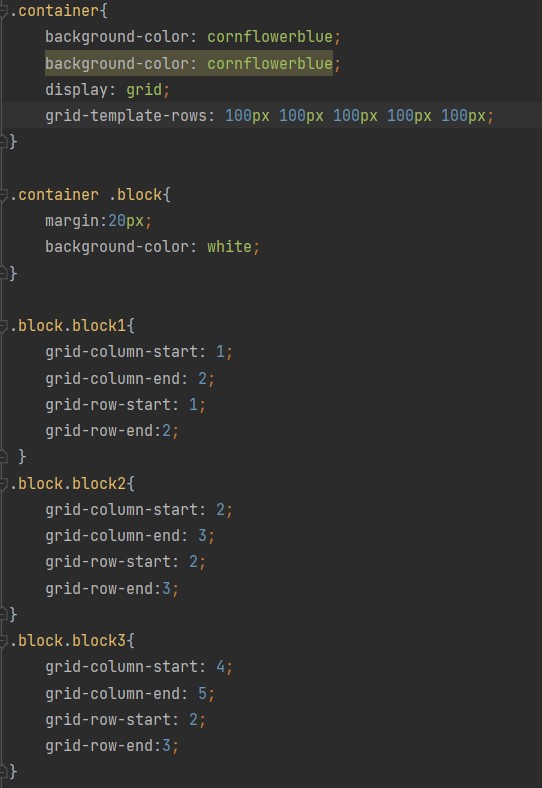 .container{
    background-color: cornflowerblue;
    background-color: cornflowerblue;
    display: grid;
    grid-template-rows: 100px 100px 100px 100px 100px;
}

.container .block{
    margin:20px;
    background-color: white;
}

.block.block1{
    grid-column-start: 1;
    grid-column-end: 2;
    grid-row-start: 1;
    grid-row-end:2;
 }
.block.block2{
    grid-column-start: 2;
    grid-column-end: 3;
    grid-row-start: 2;
    grid-row-end:3;
}
.block.block3{
    grid-column-start: 4;
    grid-column-end: 5;
    grid-row-start: 2;
    grid-row-end:3;
}